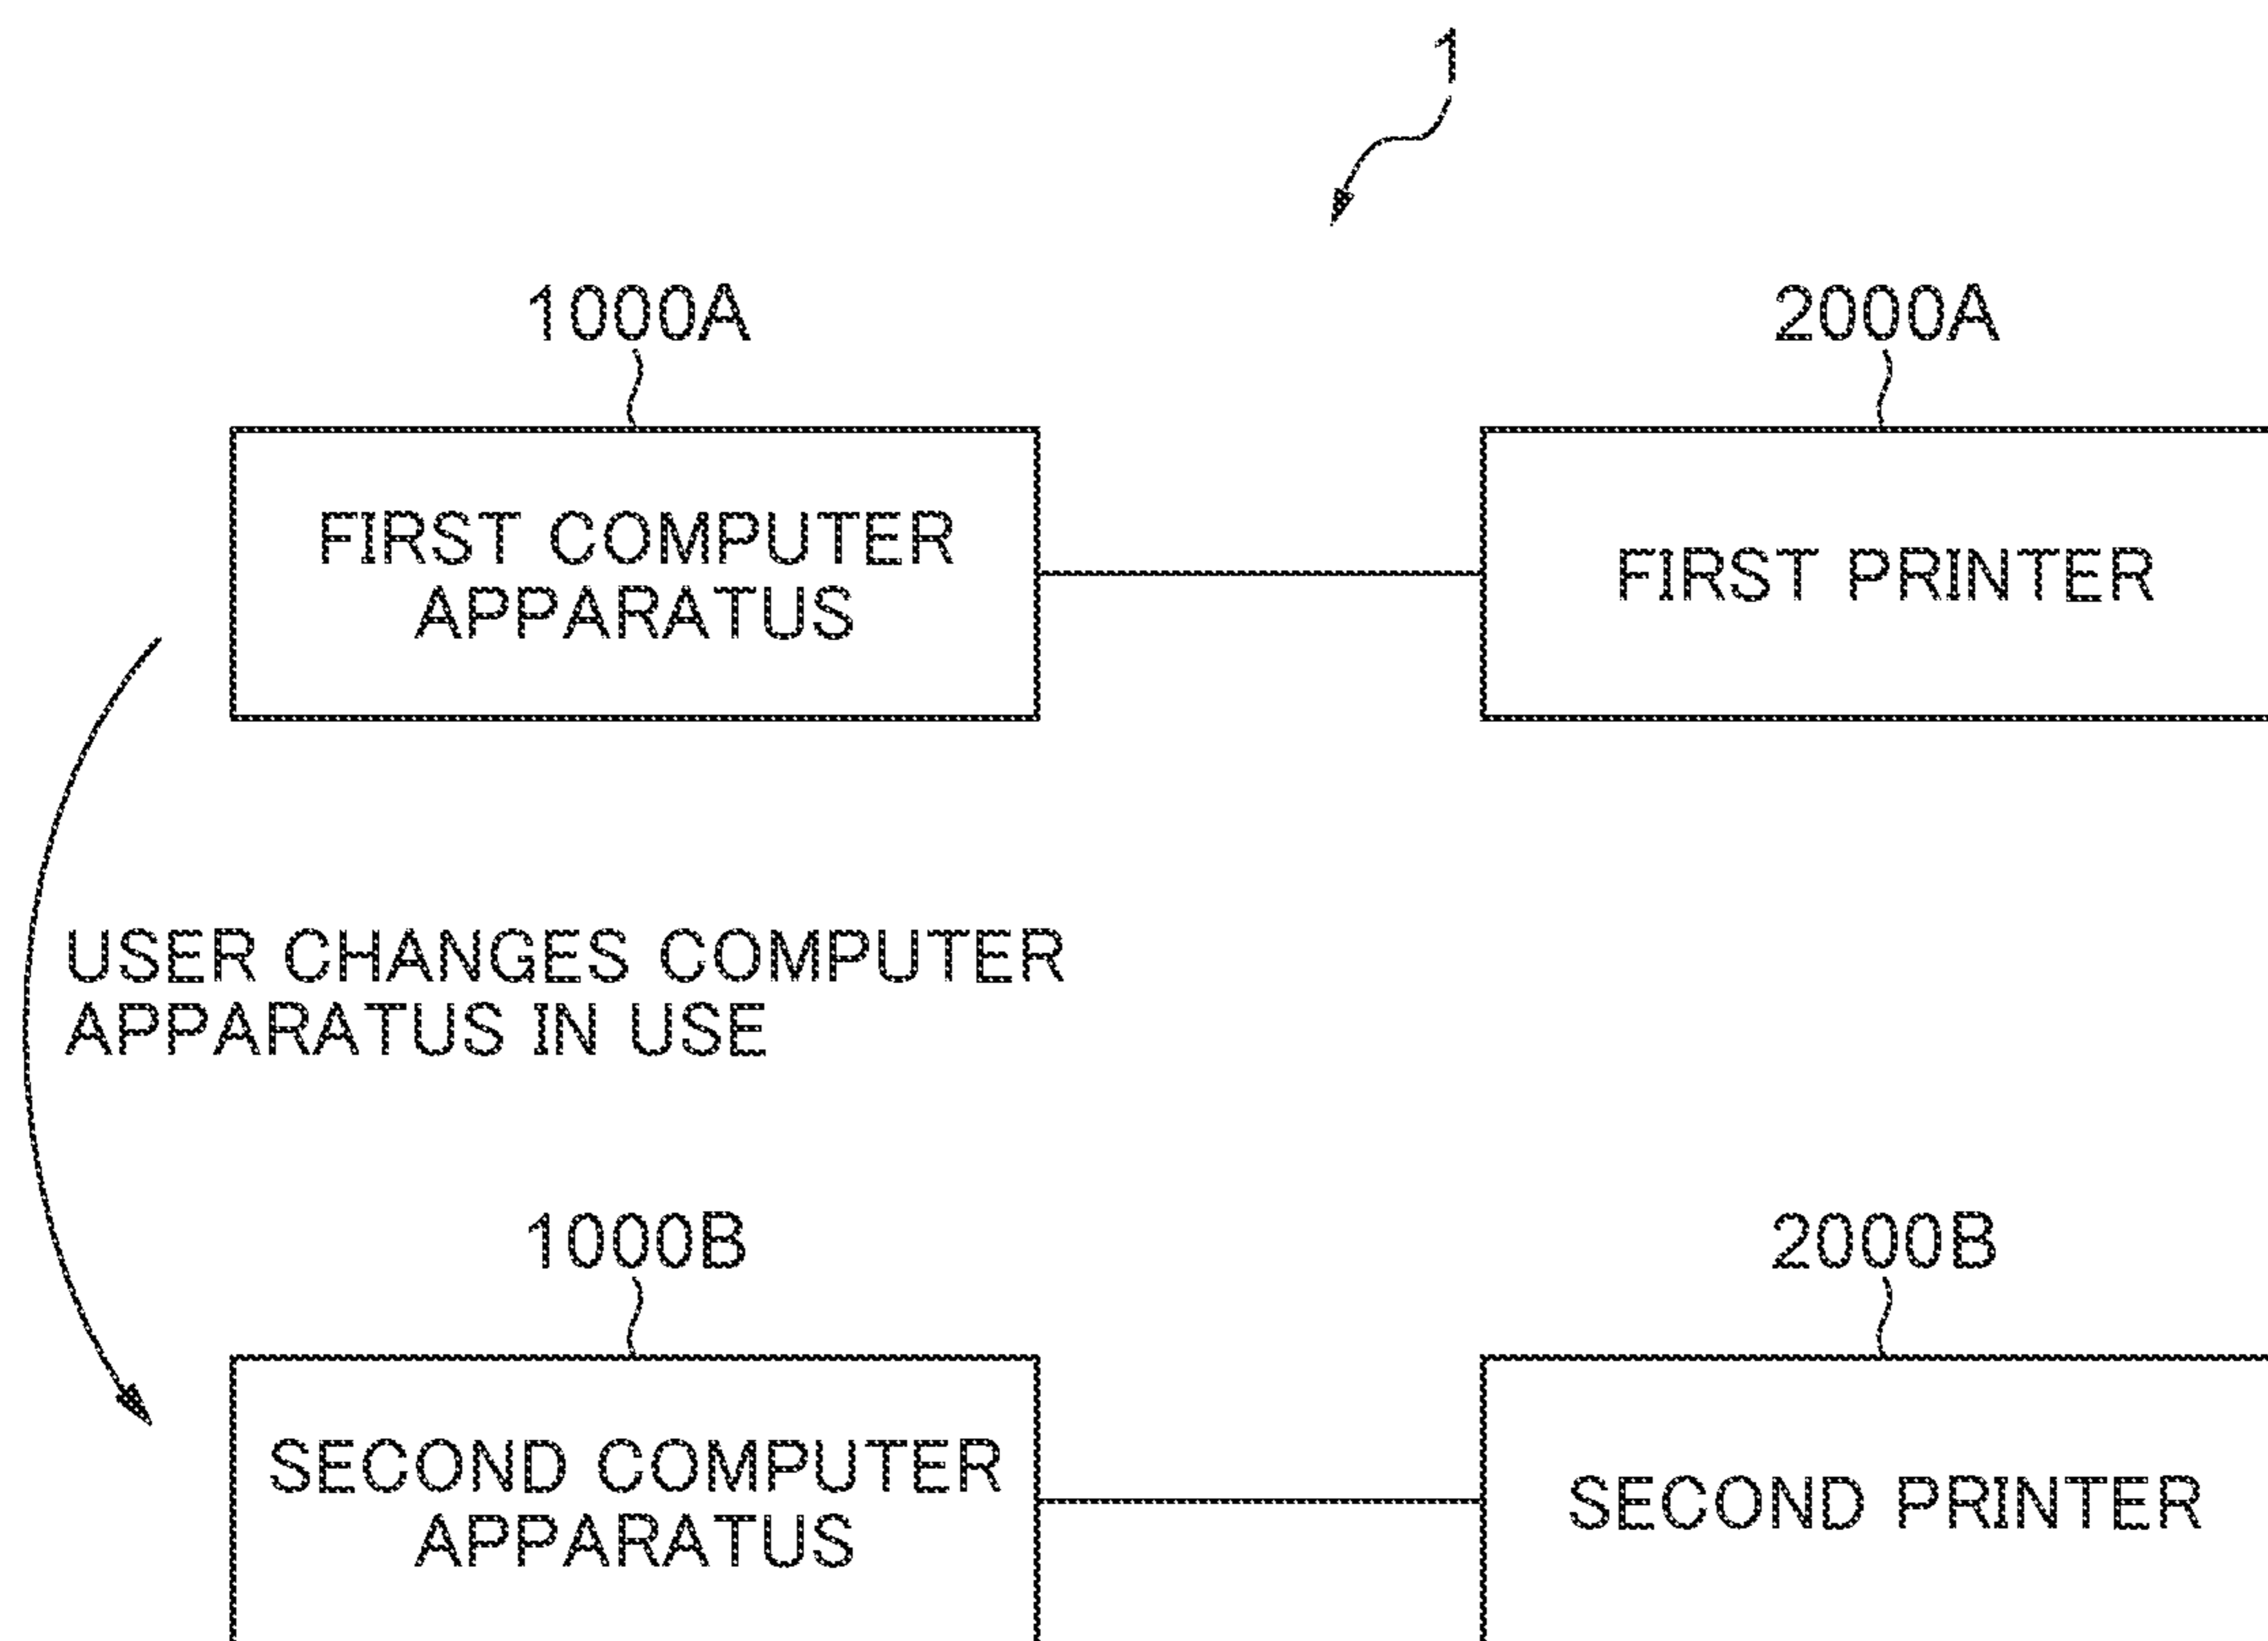 1
1000A
2000A
FIRST COMPUTER
APPARATUS
FIRST PRINTER
USER CHANGES COMPUTER
APPARATUS IN USE
1000B
2000B
SECOND COMPUTER
APPARATUS
SECOND PRINTER